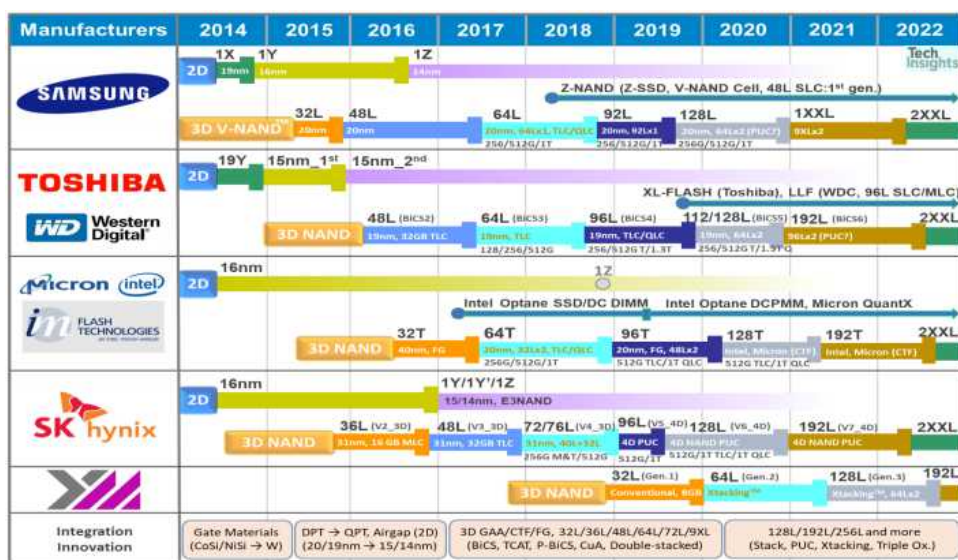 Manufacturers 2014 2015 2016 2017 2018 2019 2020 2021 2022
Tech Insights
SAMSUNG
1X 1Y 1Z
2D 19nm 16nm 14nm
Z-NAND (Z-SSD, V-NAND Cell, 48L SLC:1st gen.)
32L 48L 64L 92L 128L 1XXL 2XXL
3D V-NAND 20nm 20nm 20nm, 64Lx1, TLC/QLC 20nm, 92Lx1 20nm, 64Lx2 (PUC?) 9XLx2
256/512G/1T 256/512G/1T 256G/512G/1T
TOSHIBA
Western Digital
WD
19Y 15nm_1st 15nm_2nd
2D
XL-FLASH (Toshiba), LLF (WDC, 96L SLC/MLC)
48L (BiCS2) 64L (BiCS3) 96L (BiCS4) 112/128L (BiCS5) 192L (BiCS6) 2XXL
3D NAND 19nm, 32GB TLC 19nm, TLC 19nm, TLC/QLC 19nm, 64Lx2 96Lx2 (PUC?)
128/256/512G 256/512G T/1.3T 256/512G T/1.3T Q
Micron intel
im FLASH TECHNOLOGIES
16nm 1Z
2D
Intel Optane SSD/DC DIMM Intel Optane DCPMM, Micron QuantX
32T 64T 96T 128T 192T 2XXL
3D NAND 40nm, FG 20nm, 32Lx2, TLC/QLC 20nm, FG, 48Lx2 Intel, Micron (CTF) Intel, Micron (CTF)
256G/512G/1T 512G TLC/1T QLC 512G TLC/1T QLC
SK hynix
16nm 1Y/1Y'/1Z
2D 15/14nm, E3NAND
36L (V2_3D) 48L (V3_3D) 72/76L (V4_3D) 96L (V5_4D) 128L (V6_4D) 192L (V7_4D) 2XXL
3D NAND 31nm, 16 GB MLC 31nm, 32GB TLC 31nm, 40L+32L 4D PUC 4D NAND PUC 4D NAND PUC
256G M&T/512G 512G/1T 512G/1T TLC/1T QLC
32L (Gen.1) 64L (Gen.2) 128L (Gen.3) 192L
3D NAND Conventional, 8GB Xtacking™ Xtacking™, 64Lx2
Integration Innovation
Gate Materials (CoSi/NiSi → W)
DPT → QPT, Airgap (2D) (20/19nm → 15/14nm)
3D GAA/CTF/FG, 32L/36L/48L/64L/72L/9XL (BiCS, TCAT, P-BiCS, CuA, Double-stacked)
128L/192L/256L and more (Stack, PUC, Xtacking, Triple Ox.)